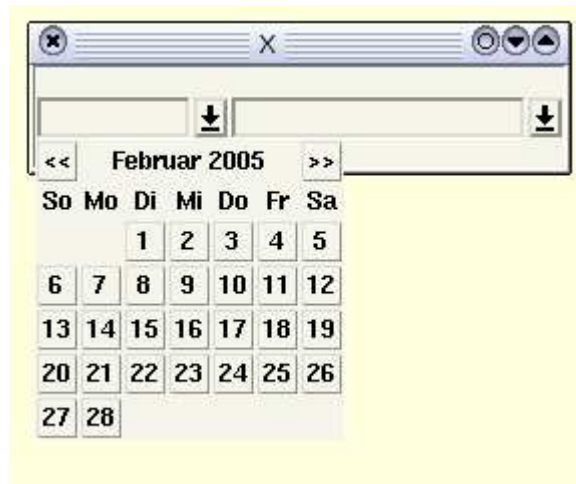 X
<< Februar 2005 >>
So Mo Di Mi Do Fr Sa
1 2 3 4 5
6 7 8 9 10 11 12
13 14 15 16 17 18 19
20 21 22 23 24 25 26
27 28